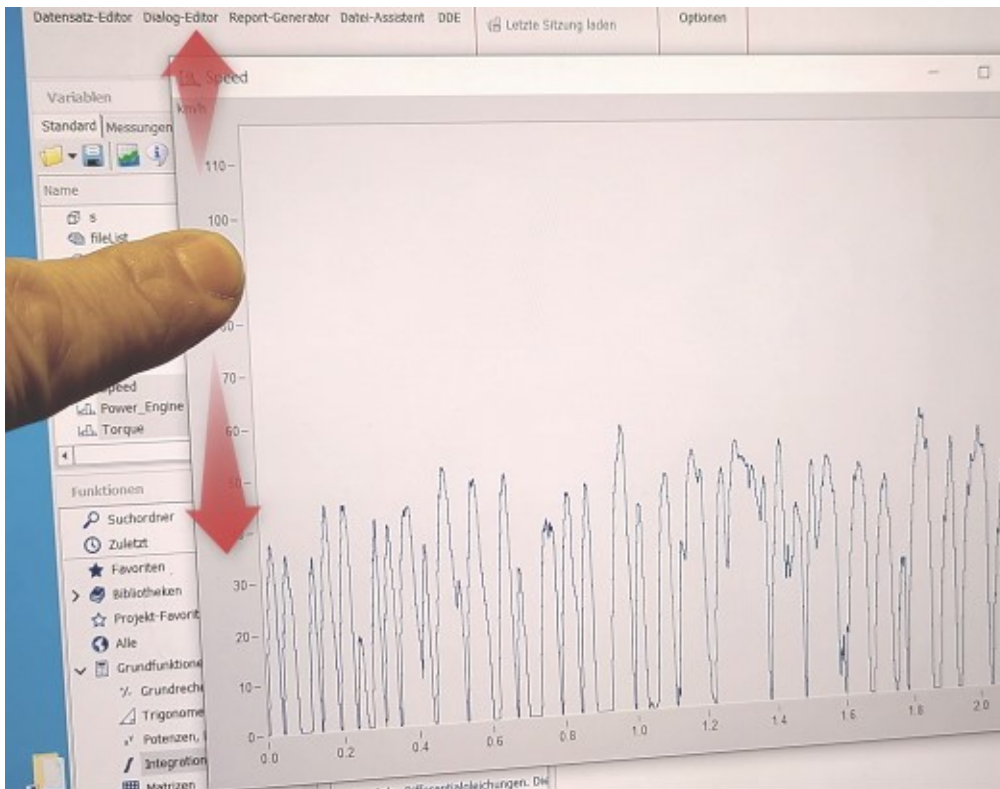 Datensatz-Editor Dialog-Editor Report-Generator Datei-Assistent DDE
Letzte Sitzung laden
Optionen
Speed
km/h
Variablen
Standard Messungen
Name
s
fileList
Speed
Power_Engine
Torque
Funktionen
Suchordner
Zuletzt
Favoriten
Bibliotheken
Projekt-Favorit
Alle
Grundfunktione
Grundreche
Trigonome
Potenzen,
Integration
Matrizen
110
100
70
60
30
20
10
0
0.0 0.2 0.4 0.6 0.8 1.0 1.2 1.4 1.6 1.8 2.0
Differentialgleichungen. Die